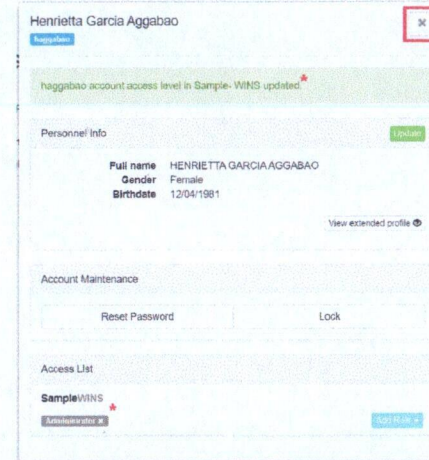 Henrietta Garcia Aggabao
haggabao
haggabao account access level in Sample- WINS updated.*
Personnel Info
Update
Full name HENRIETTA GARCIA AGGABAO
Gender Female
Birthdate 12/04/1981
View extended profile
Account Maintenance
Reset Password Lock
Access List
SampleWINS
*
Administrator ×
Add Role